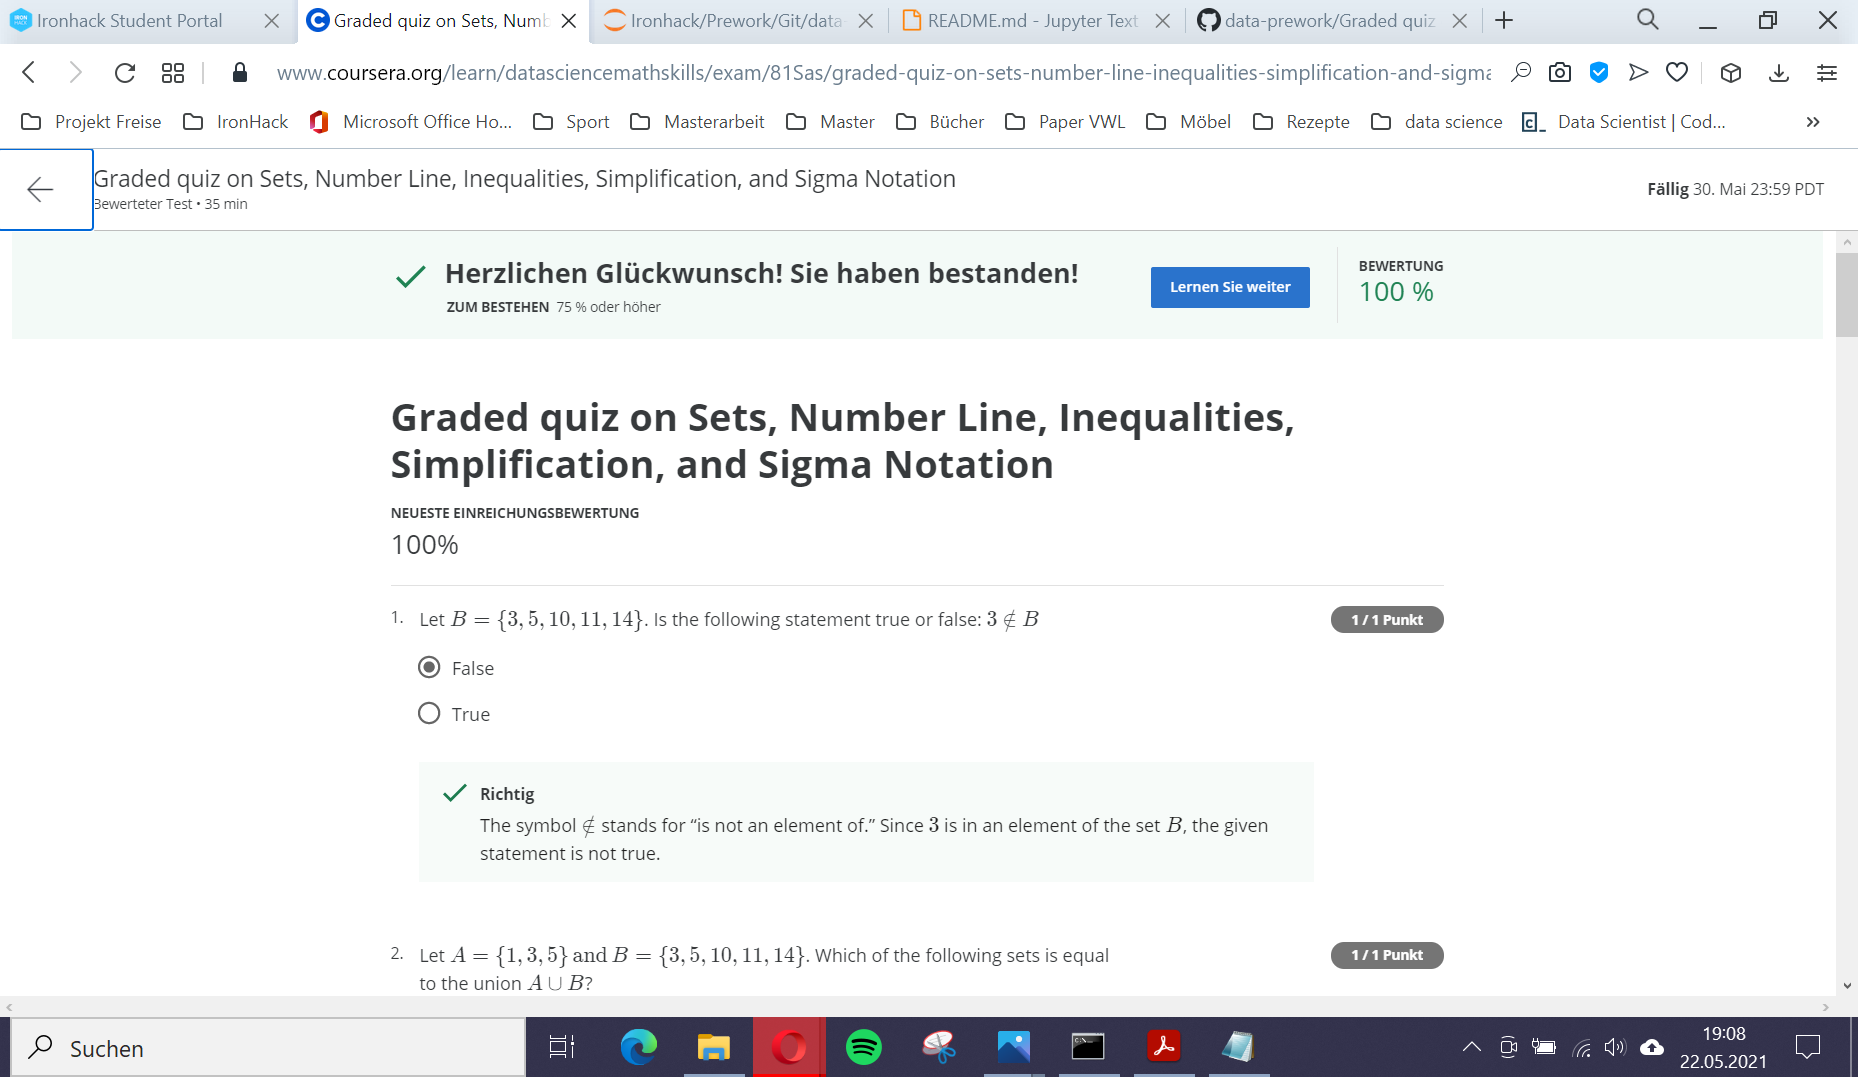 Ironhack Student Portal
Graded quiz on Sets, Numb
Ironhack/Prework/Git/data
README.md - Jupyter Text
data-prework/Graded quiz
www.coursera.org/learn/datasciencemathskills/exam/81Sas/graded-quiz-on-sets-number-line-inequalities-simplification-and-sigma
Projekt Freise
IronHack
Microsoft Office Ho...
Sport
Masterarbeit
Master
Bücher
Paper VWL
Möbel
Rezepte
data science
Data Scientist | Cod...
Graded quiz on Sets, Number Line, Inequalities, Simplification, and Sigma Notation
Bewerteter Test • 35 min
Fällig 30. Mai 23:59 PDT
Herzlichen Glückwunsch! Sie haben bestanden!
ZUM BESTEHEN 75 % oder höher
Lernen Sie weiter
BEWERTUNG
100 %
Graded quiz on Sets, Number Line, Inequalities,
Simplification, and Sigma Notation
NEUESTE EINREICHUNGSBEWERTUNG
100%
1. Let B = {3, 5, 10, 11, 14}. Is the following statement true or false: 3 ∉ B
1 / 1 Punkt
False
True
Richtig
The symbol ∉ stands for “is not an element of.” Since 3 is in an element of the set B, the given
statement is not true.
2. Let A = {1, 3, 5} and B = {3, 5, 10, 11, 14}. Which of the following sets is equal
to the union A ∪ B?
1 / 1 Punkt
Suchen
19:08
22.05.2021